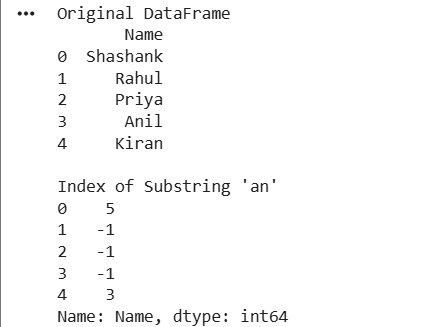 Original DataFrame
Name
0 Shashank
1 Rahul
2 Priya
3 Anil
4 Kiran
Index of Substring 'an'
0 5
1 -1
2 -1
3 -1
4 3
Name: Name, dtype: int64